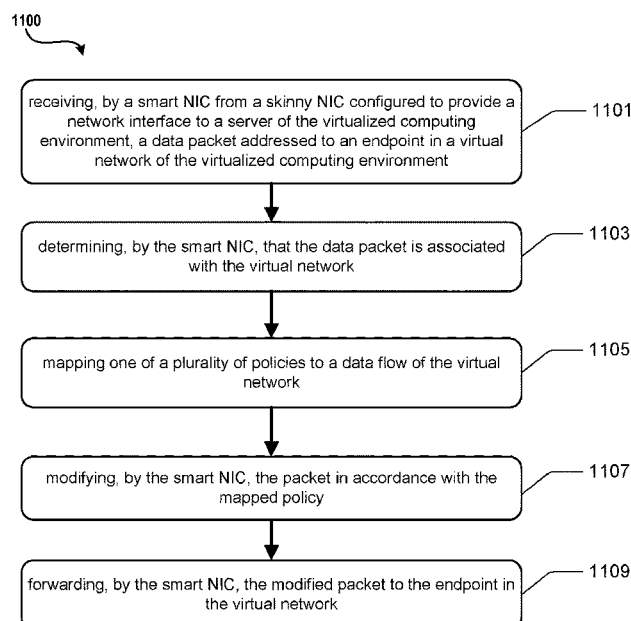 1100
receiving, by a smart NIC from a skinny NIC configured to provide a
network interface to a server of the virtualized computing
environment, a data packet addressed to an endpoint in a virtual
network of the virtualized computing environment
1101
determining, by the smart NIC, that the data packet is associated
with the virtual network
1103
mapping one of a plurality of policies to a data flow of the virtual
network
1105
modifying, by the smart NIC, the packet in accordance with the
mapped policy
1107
forwarding, by the smart NIC, the modified packet to the endpoint in
the virtual network
1109